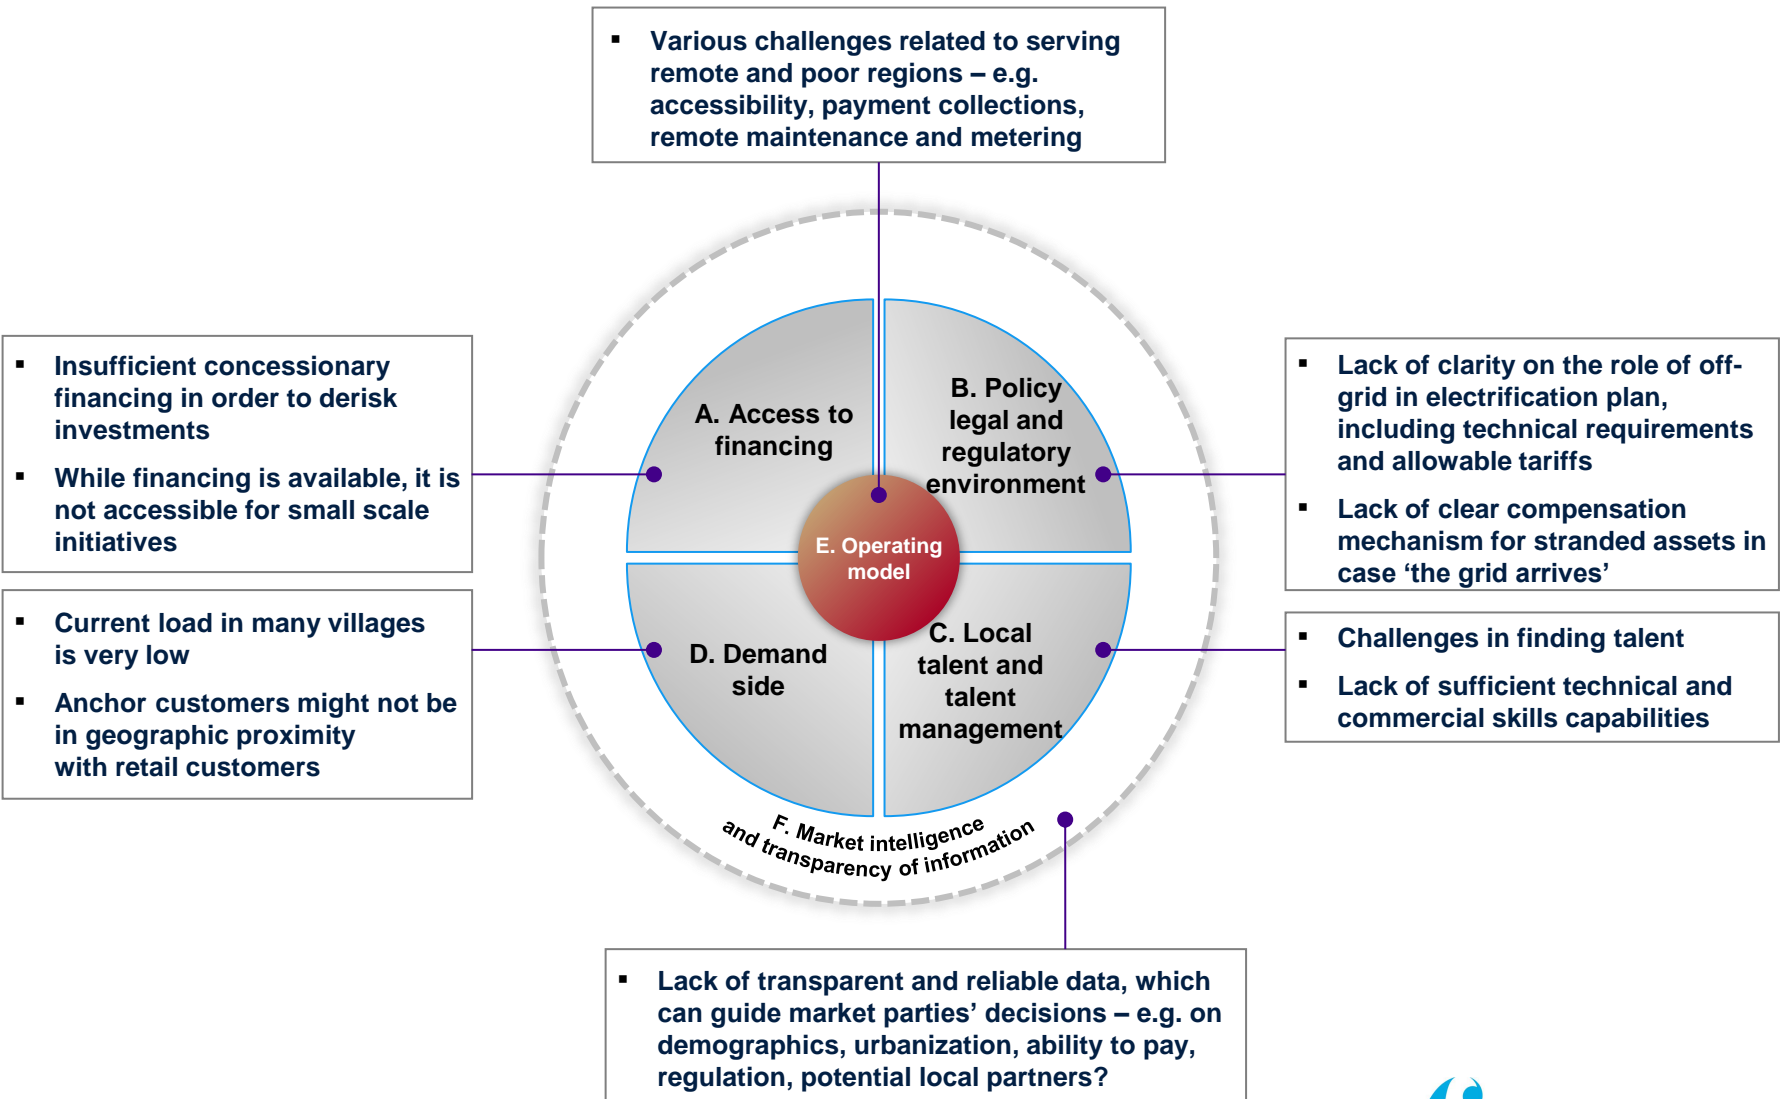 ▪ Various challenges related to serving
remote and poor regions – e.g.
accessibility, payment collections,
remote maintenance and metering
▪ Insufficient concessionary
financing in order to derisk
investments
▪ While financing is available, it is
not accessible for small scale
initiatives
A. Access to
financing
B. Policy
legal and
regulatory
environment
▪ Lack of clarity on the role of off-
grid in electrification plan,
including technical requirements
and allowable tariffs
▪ Lack of clear compensation
mechanism for stranded assets in
case ‘the grid arrives’
E. Operating
model
▪ Current load in many villages
is very low
▪ Anchor customers might not be
in geographic proximity
with retail customers
D. Demand
side
C. Local
talent and
talent
management
▪ Challenges in finding talent
▪ Lack of sufficient technical and
commercial skills capabilities
F. Market intelligence
and transparency of information
▪ Lack of transparent and reliable data, which
can guide market parties’ decisions – e.g. on
demographics, urbanization, ability to pay,
regulation, potential local partners?